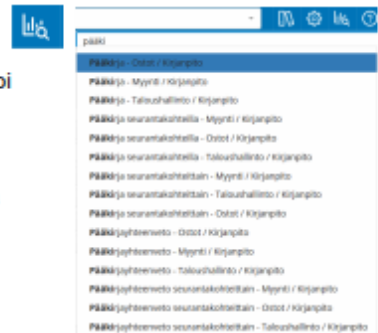 pi
pääki
Pääkirja - Ostot / Kirjanpito
Pääkirja - Myynti / Kirjanpito
Pääkirja - Taloushallinto / Kirjanpito
Pääkirja seurantakohteilla - Myynti / Kirjanpito
Pääkirja seurantakohteilla - Ostot / Kirjanpito
Pääkirja seurantakohteilla - Taloushallinto / Kirjanpito
Pääkirja seurantakohteittain - Myynti / Kirjanpito
Pääkirja seurantakohteittain - Taloushallinto / Kirjanpito
Pääkirja seurantakohteittain - Ostot / Kirjanpito
Pääkirjayhteenveto - Ostot / Kirjanpito
Pääkirjayhteenveto - Myynti / Kirjanpito
Pääkirjayhteenveto - Taloushallinto / Kirjanpito
Pääkirjayhteenveto seurantakohteittain - Myynti / Kirjanpito
Pääkirjayhteenveto seurantakohteittain - Ostot / Kirjanpito
Pääkirjayhteenveto seurantakohteittain - Taloushallinto / Kirjanpito